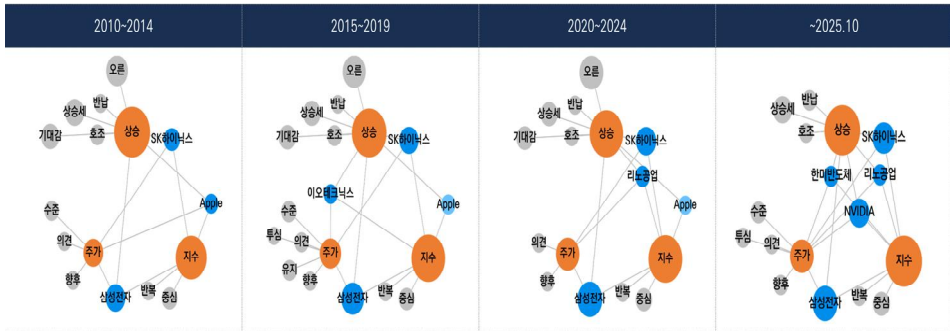 2010~2014
2015~2019
2020~2024
~2025.10
오른
상승세
반납
기대감
호조
상승
SK하이닉스
Apple
수준
의견
주가
향후
삼성전자
지수
반복
중심
오른
상승세
반납
기대감
호조
상승
SK하이닉스
이오테크닉스
Apple
수준
투심
의견
주가
유지
향후
삼성전자
지수
반복
중심
오른
반납
상승세
기대감
호조
상승
SK하이닉스
리노공업
Apple
의견
주가
향후
삼성전자
지수
반복
중심
반납
상승세
호조
상승
SK하이닉스
한미반도체
리노공업
NVIDIA
수준
투심
의견
주가
향후
삼성전자
지수
반복
중심